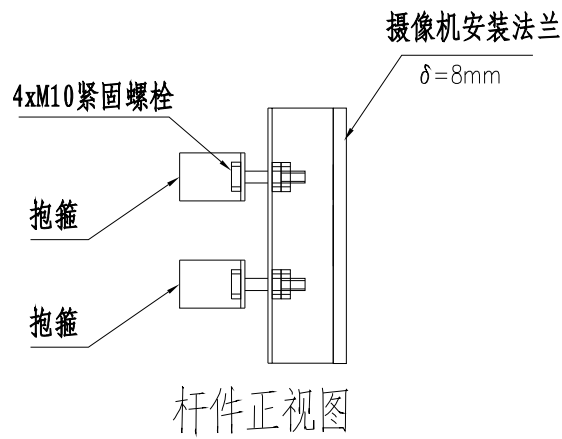 摄像机安装法兰
δ=8mm
4xM10紧固螺栓
抱箍
抱箍
杆件正视图